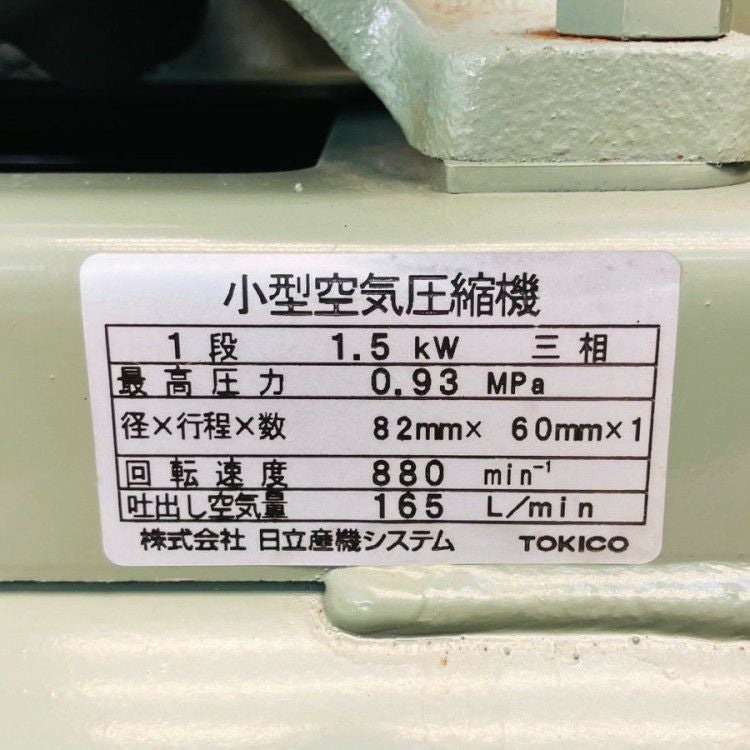 小型空気圧縮機
1段 1.5 kW 三相
最高圧力 0.93 MPa
径×行程×数 82mm× 60mm×1
回転速度 880 min⁻¹
吐出し空気量 165 L/min
株式会社 日立産機システム TOKICO